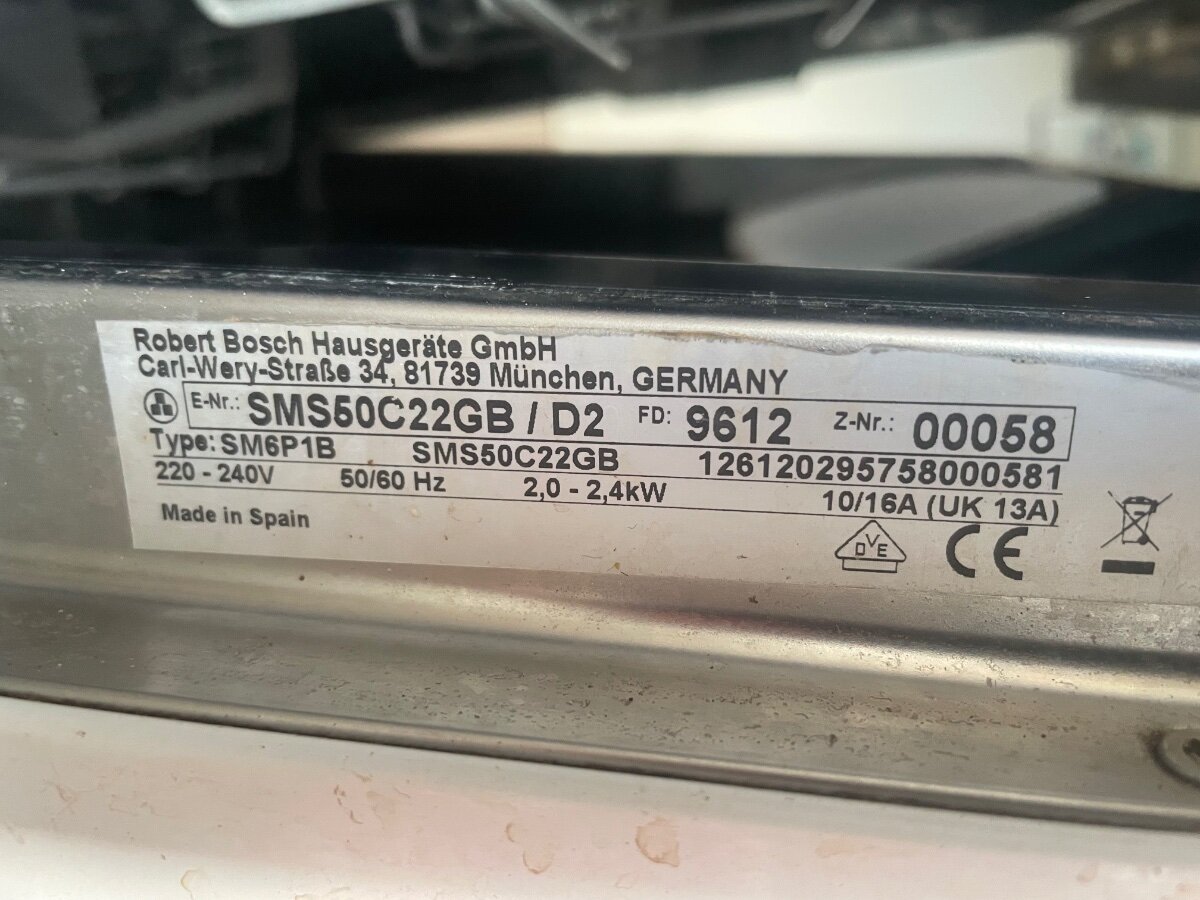 Robert Bosch Hausgeräte GmbH
Carl-Wery-Straße 34, 81739 München, GERMANY
E-Nr.: SMS50C22GB / D2 FD: 9612 Z-Nr.: 00058
Type: SM6P1B SMS50C22GB 126120295758000581
220 - 240V 50/60 Hz 2,0 - 2,4kW 10/16A (UK 13A)
Made in Spain
DVE CE